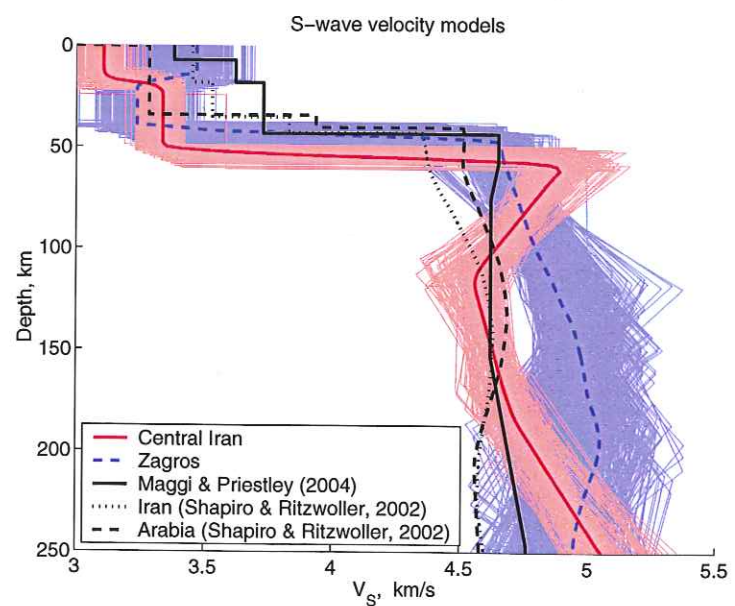 S-wave velocity models
0
50
100
150
200
250
Depth, km
Central Iran
Zagros
Maggi & Priestley (2004)
Iran (Shapiro & Ritzwoller, 2002)
Arabia (Shapiro & Ritzwoller, 2002)
3 3.5 4 4.5 5 5.5
VS, km/s